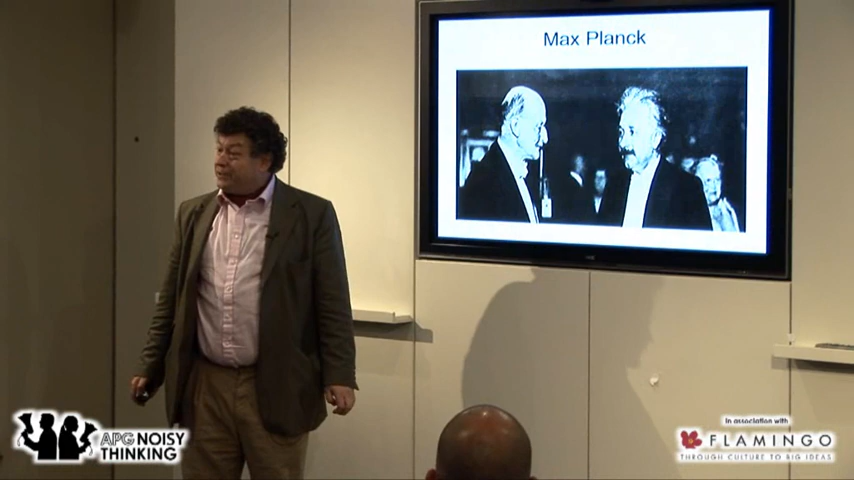 Max Planck
APG NOISY
THINKING
In association with
FLAMINGO
THROUGH CULTURE TO BIG IDEAS